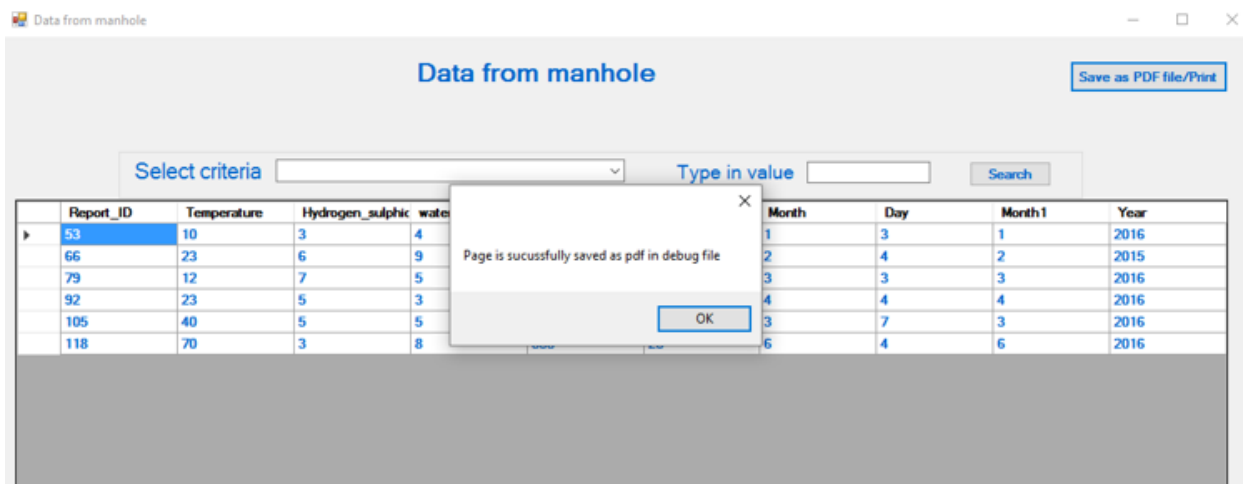 Data from manhole
Data from manhole
Save as PDF file/Print
Select criteria
Type in value
Search
Report_ID Temperature Hydrogen_sulphic Month Day Month1 Year
53 10 3 4 1 3 1 2016
66 23 6 9 2 4 2 2015
79 12 7 5 3 3 3 2016
92 23 5 3 4 4 4 2016
105 40 5 5 3 7 3 2016
118 70 3 8 6 4 6 2016
Page is sucussfully saved as pdf in debug file
OK